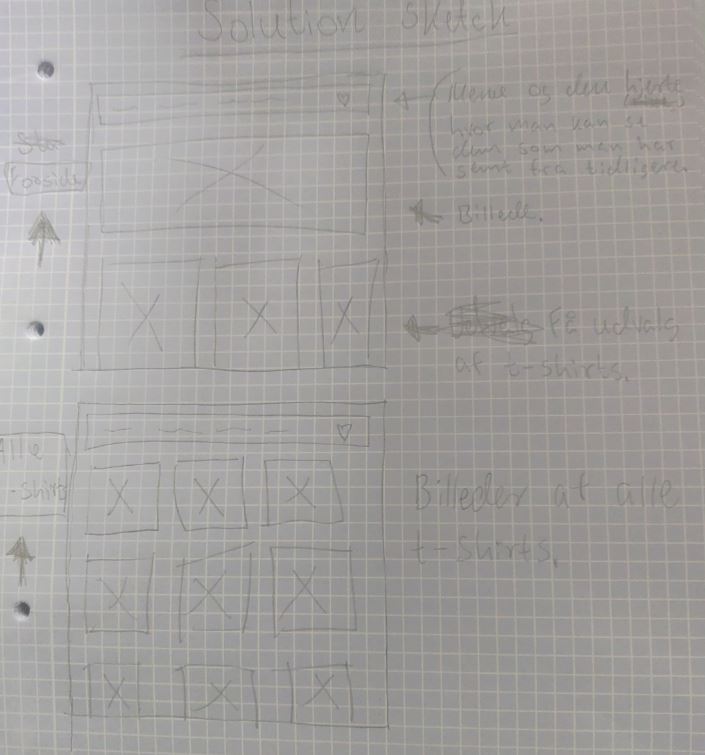 Solution Sketch
Menu og den hjerte
hvor man kan se
dem som man har
gemt fra tidligere.
Forside
Billede.
Få udvalg
af t-shirts.
Alle
-shirt
Billeder af alle
t-shirts.